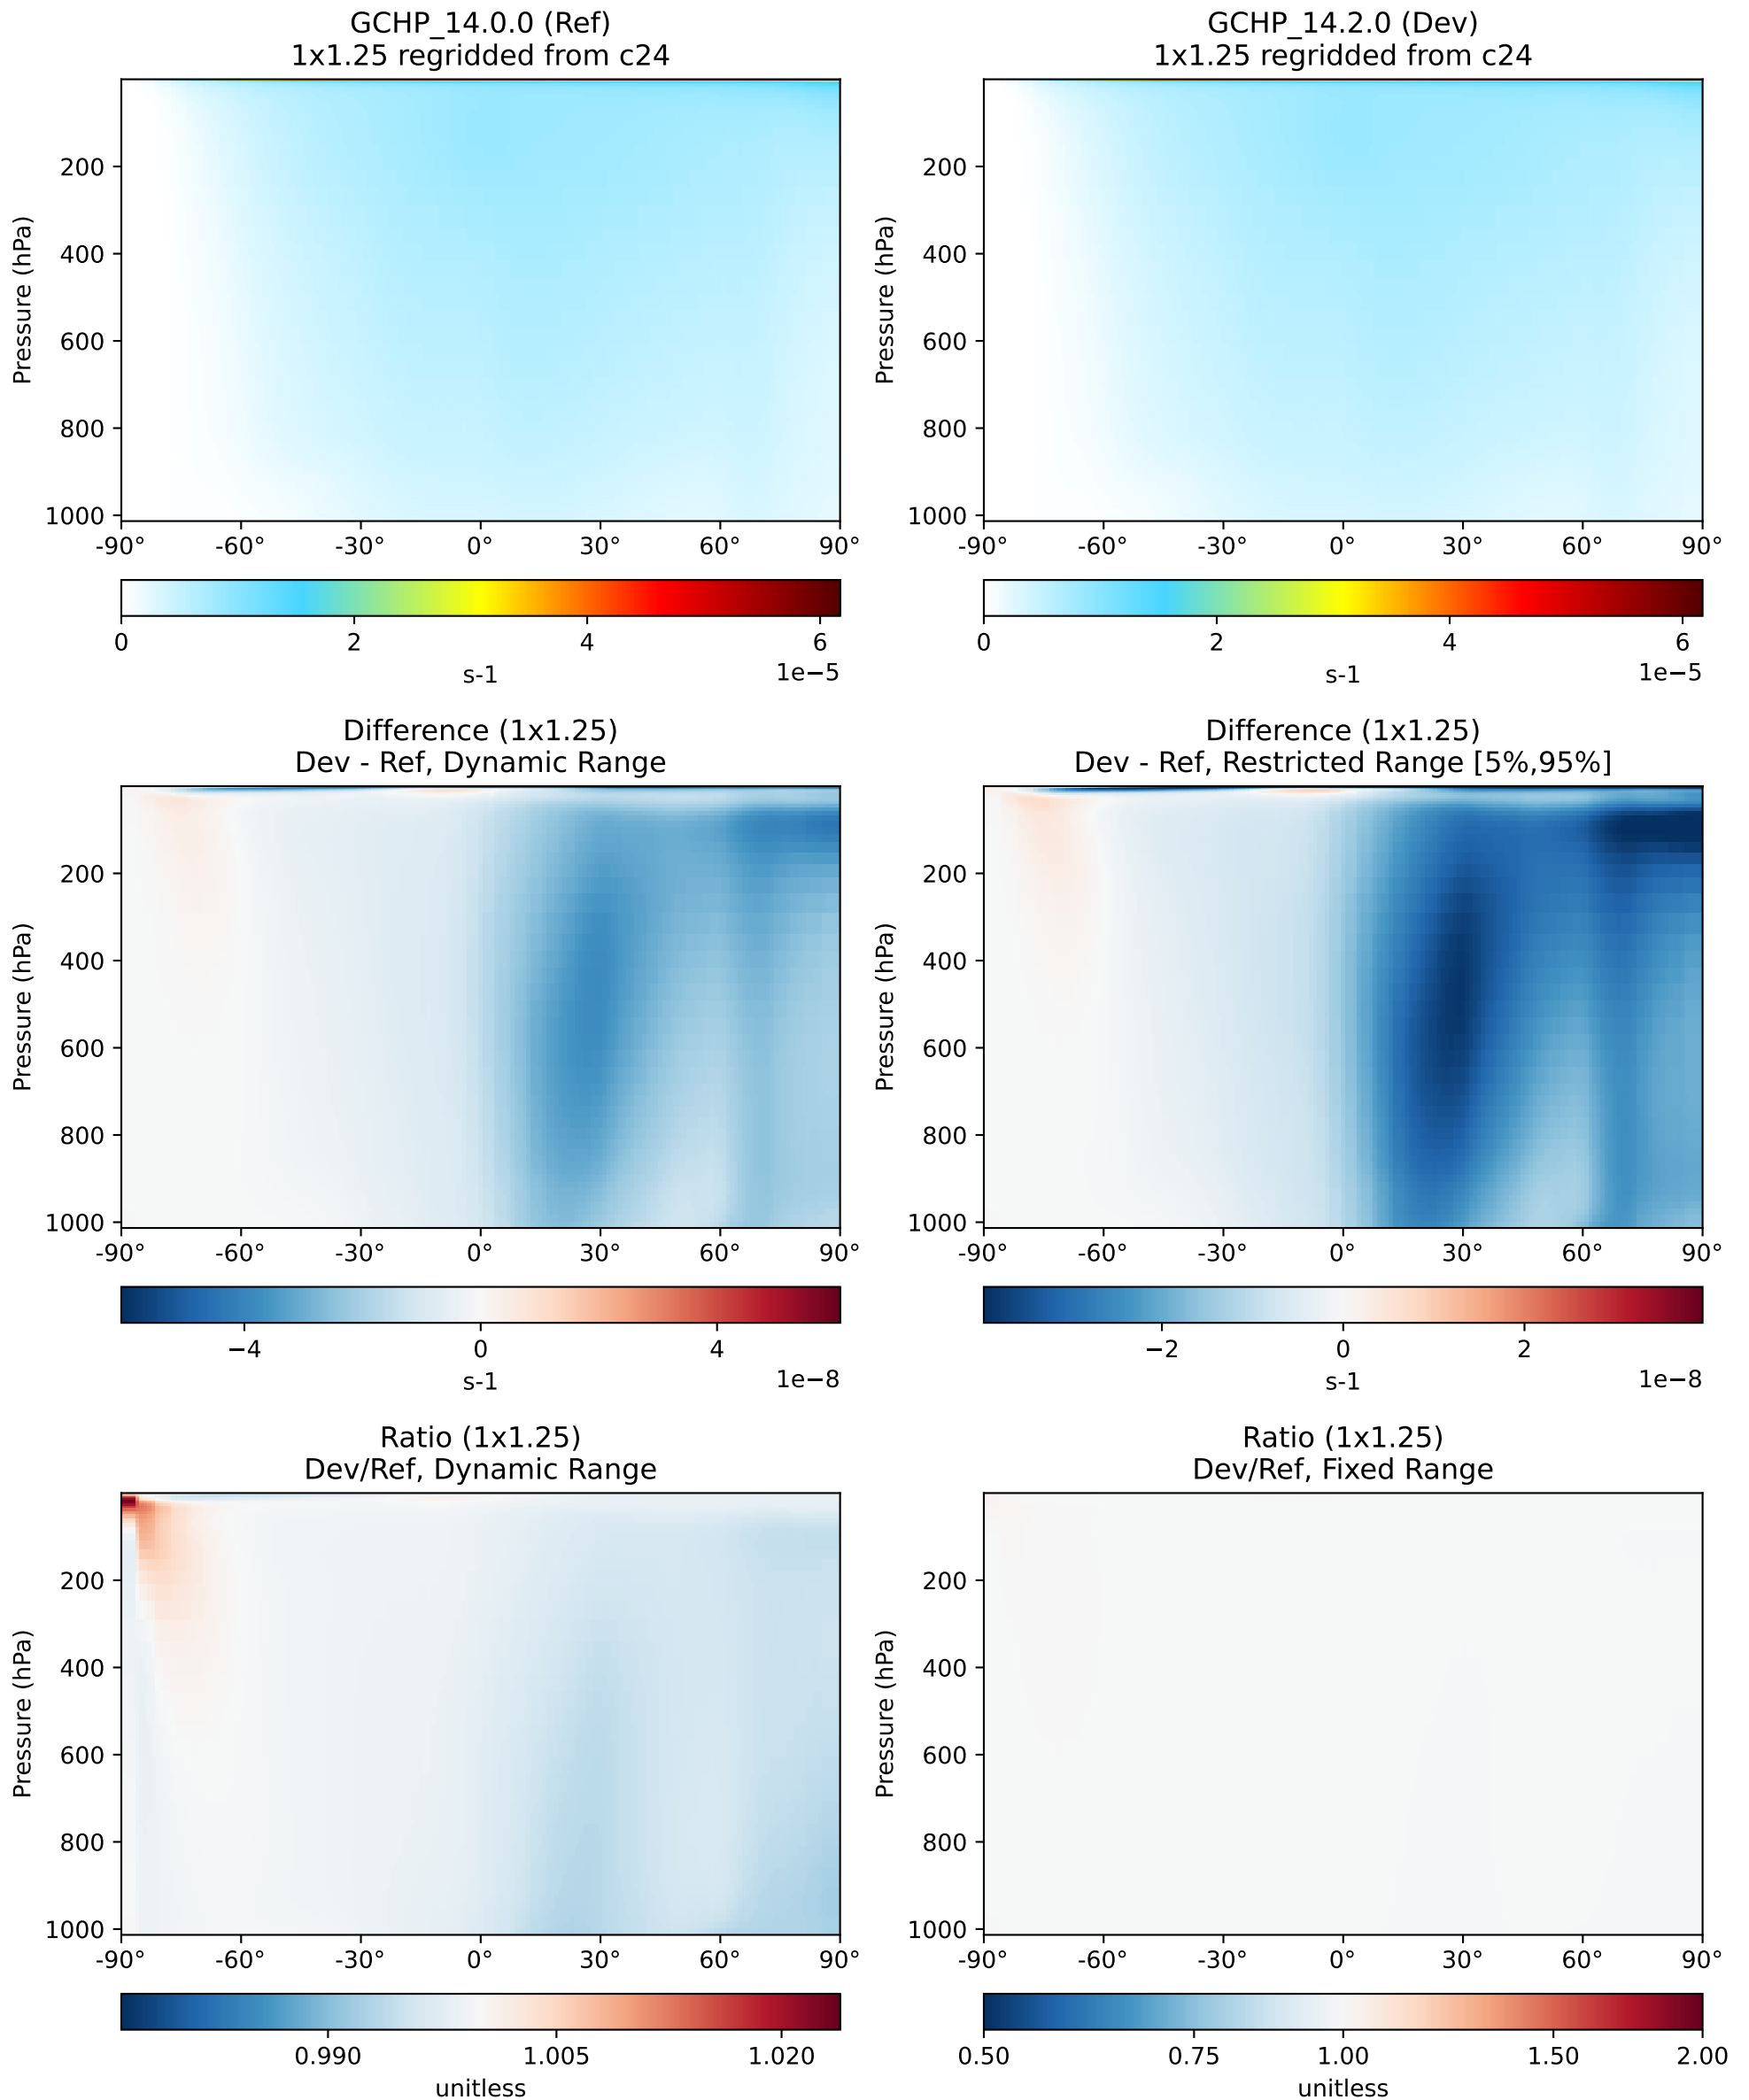 GCHP_14.0.0 (Ref)
1x1.25 regridded from c24
Pressure (hPa)
200
400
600
800
1000
-90° -60° -30° 0° 30° 60° 90°
0 2 4 6
1e−5
s-1
GCHP_14.2.0 (Dev)
1x1.25 regridded from c24
Pressure (hPa)
200
400
600
800
1000
-90° -60° -30° 0° 30° 60° 90°
0 2 4 6
1e−5
s-1
Difference (1x1.25)
Dev - Ref, Dynamic Range
Pressure (hPa)
200
400
600
800
1000
-90° -60° -30° 0° 30° 60° 90°
−4 0 4
1e−8
s-1
Difference (1x1.25)
Dev - Ref, Restricted Range [5%,95%]
Pressure (hPa)
200
400
600
800
1000
-90° -60° -30° 0° 30° 60° 90°
−2 0 2
1e−8
s-1
Ratio (1x1.25)
Dev/Ref, Dynamic Range
Pressure (hPa)
200
400
600
800
1000
-90° -60° -30° 0° 30° 60° 90°
0.990 1.005 1.020
unitless
Ratio (1x1.25)
Dev/Ref, Fixed Range
Pressure (hPa)
200
400
600
800
1000
-90° -60° -30° 0° 30° 60° 90°
0.50 0.75 1.00 1.50 2.00
unitless